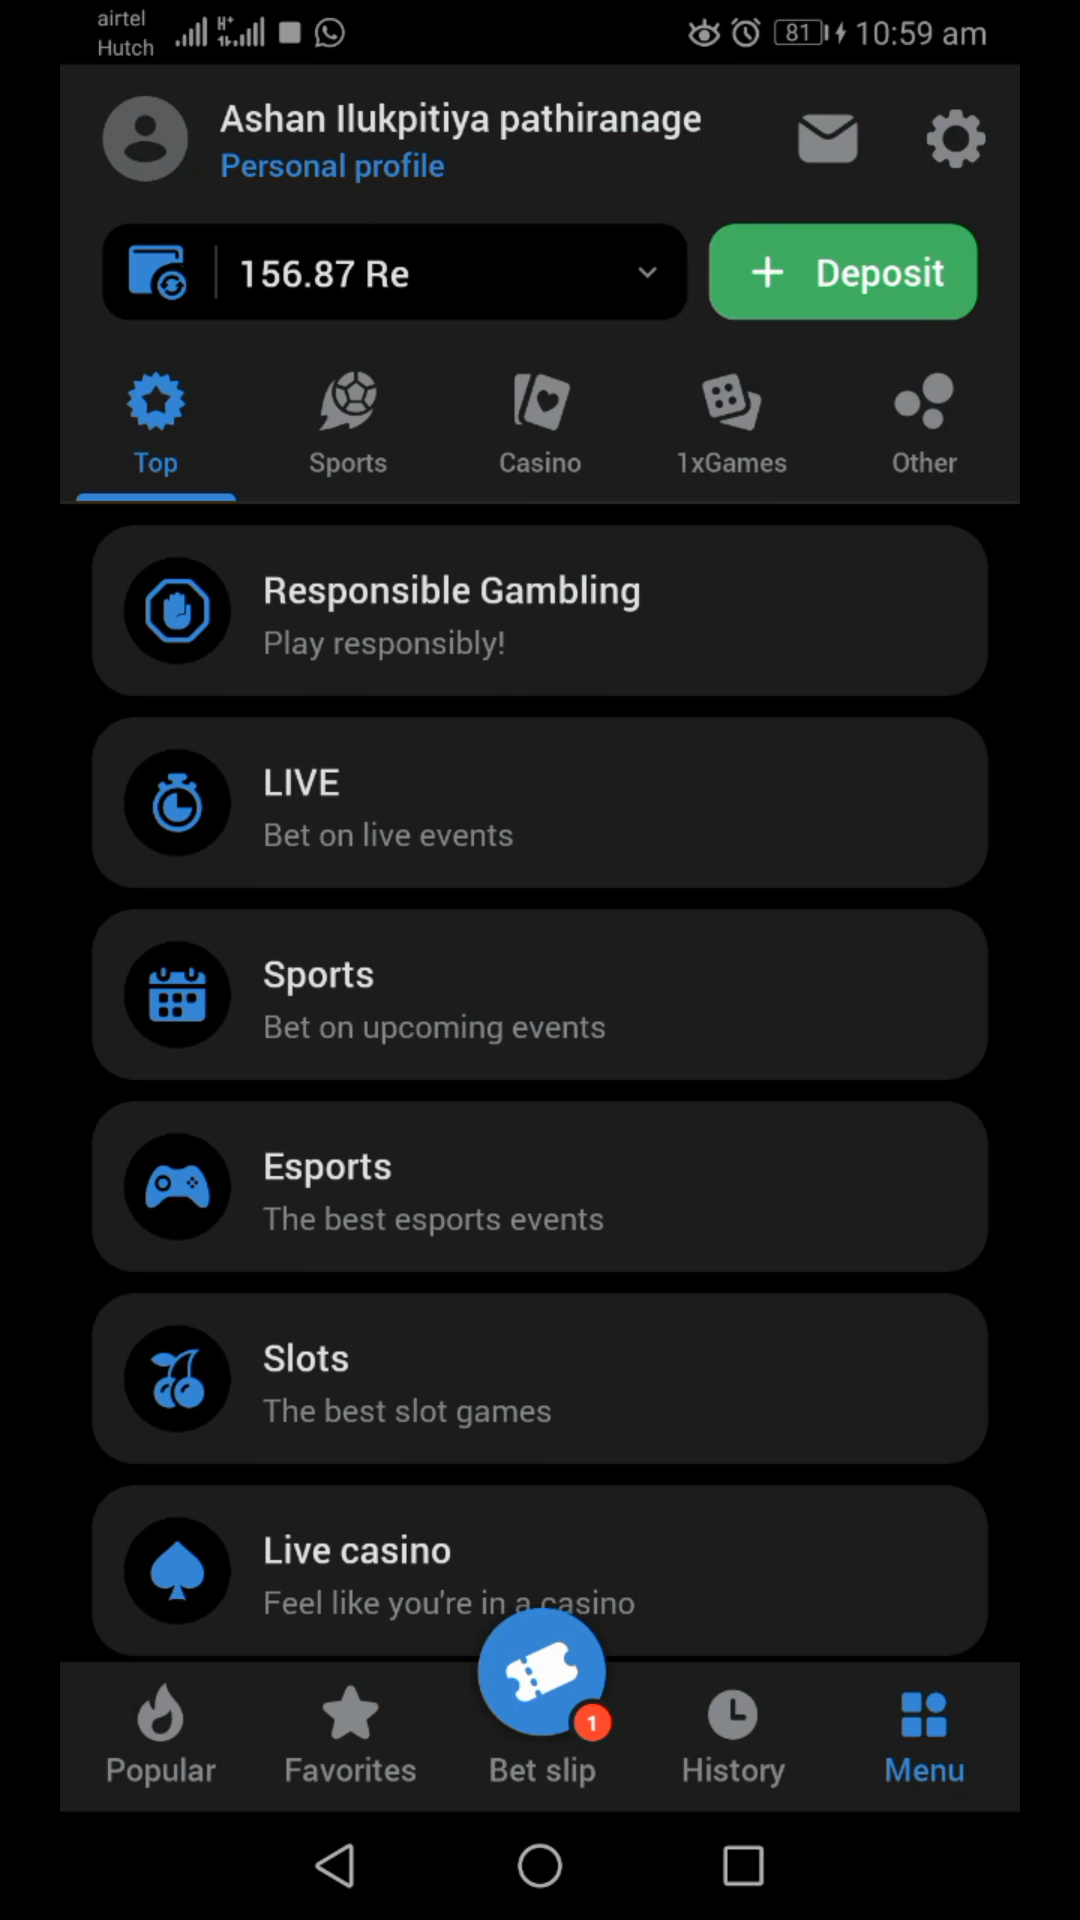 airtel
Hutch
H+
81
10:59 am
Ashan Ilukpitiya pathiranage
Personal profile
156.87 Re
+ Deposit
Top
Sports
Casino
1xGames
Other
Responsible Gambling
Play responsibly!
LIVE
Bet on live events
Sports
Bet on upcoming events
Esports
The best esports events
Slots
The best slot games
Live casino
Feel like you're in a casino
1
Popular
Favorites
Bet slip
History
Menu